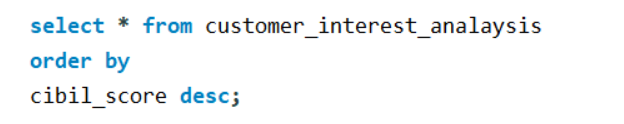 select * from customer_interest_analaysis
order by
cibil_score desc;